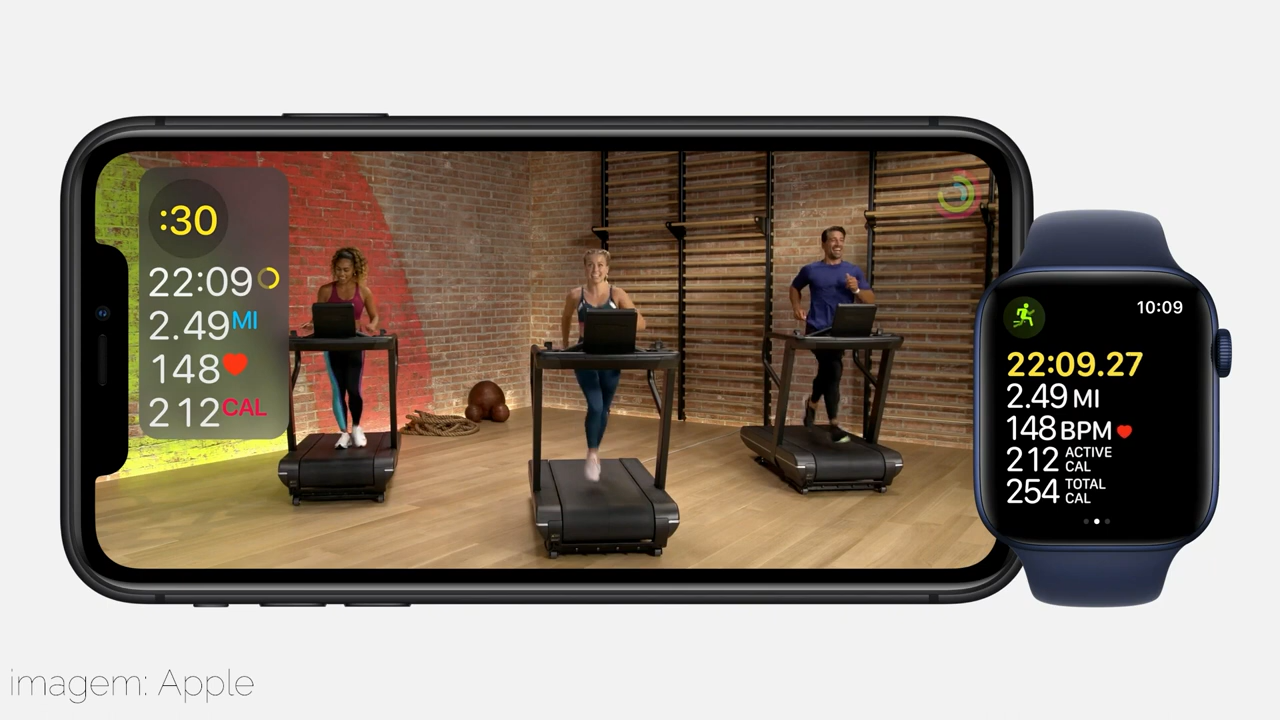 :30
22:09
2.49MI
148
212CAL
10:09
22:09.27
2.49 MI
148 BPM
212 ACTIVE CAL
254 TOTAL CAL
imagem: Apple